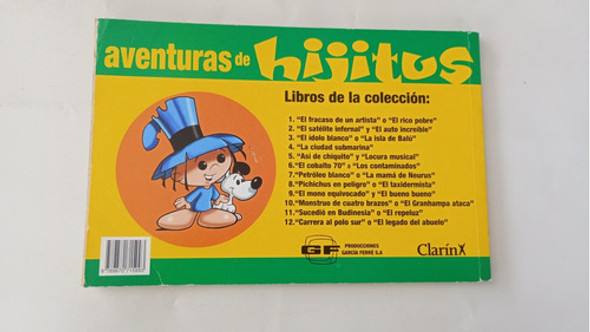 aventuras de hijitus
Libros de la colección:
1. "El fracaso de un artista" o "El rico pobre"
2. "El satélite infernal" y "El auto increíble"
3. "El ídolo blanco" o "La isla de Balú"
4. "La ciudad submarina"
5. "Así de chiquito" y "Locura musical"
6. "El cobalto 70" o "Los contaminados"
7. "Petróleo blanco" o "La mamá de Neurus"
8. "Pichichus en peligro" o "El taxidermista"
9. "El mono equivocado" y "El bueno bueno"
10."Monstruo de cuatro brazos" o "El Granhampa ataca"
11."Sucedió en Budinesia" o "El repeluz"
12."Carrera al polo sur" o "El legado del abuelo"
GF
PRODUCCIONES
GARCÍA FERRÉ S.A
Clarín